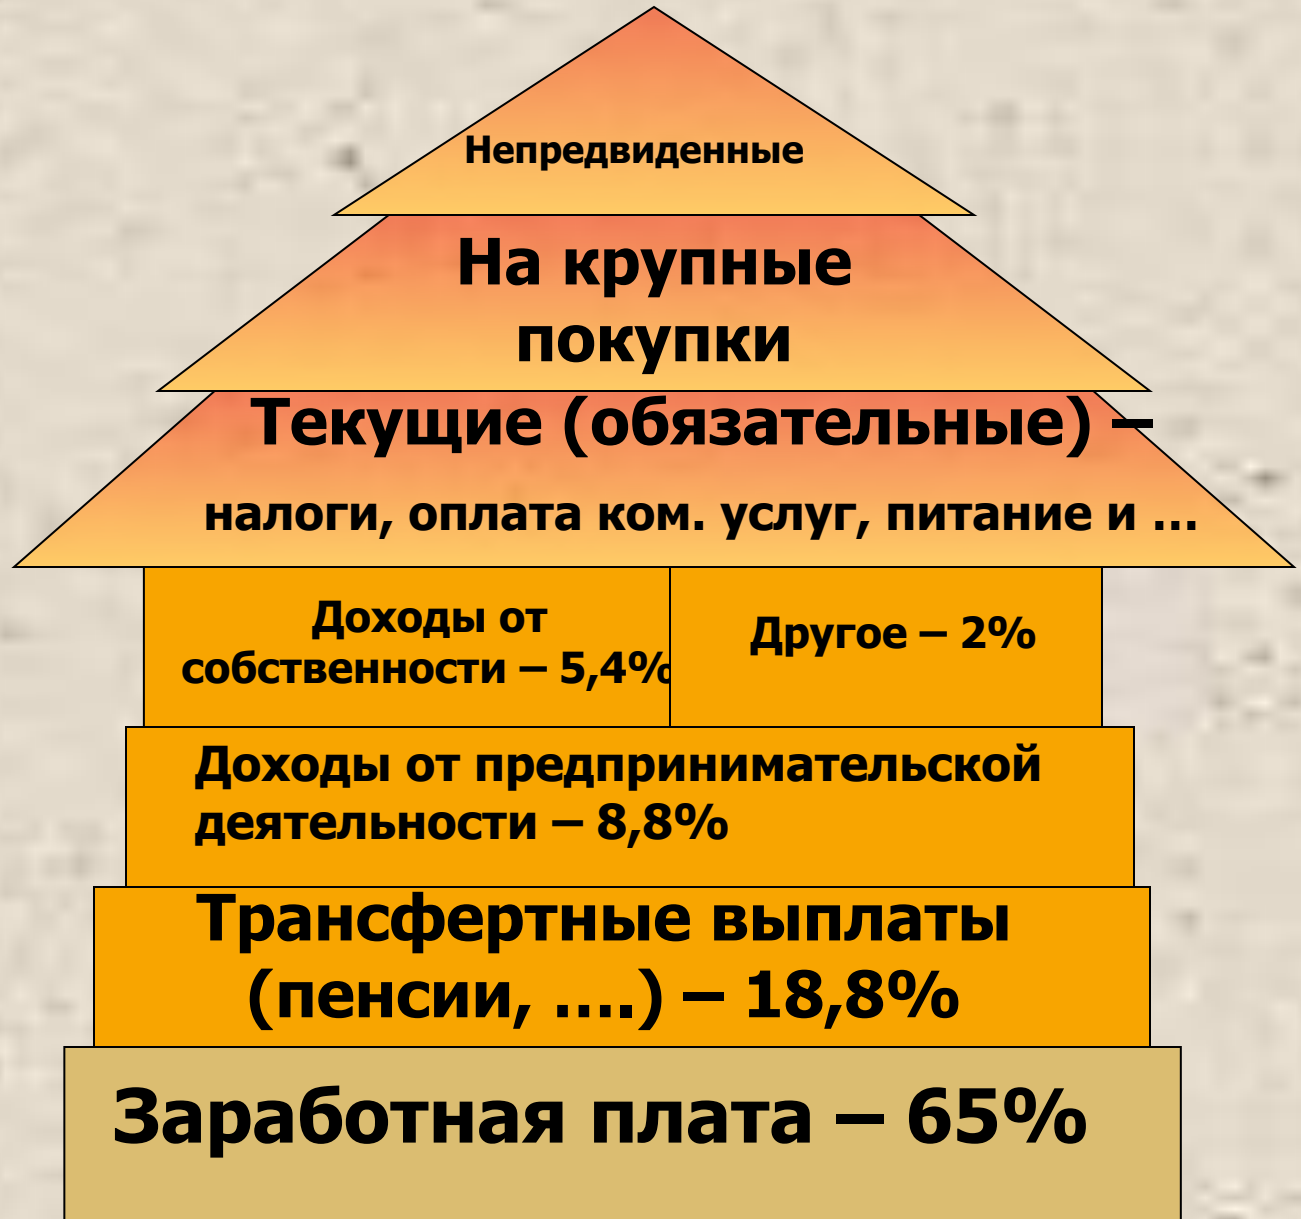 Непредвиденные
На крупные
покупки
Текущие (обязательные) –
налоги, оплата ком. услуг, питание и …
Доходы от
собственности – 5,4%
Другое – 2%
Доходы от предпринимательской
деятельности – 8,8%
Трансфертные выплаты
(пенсии, ….) – 18,8%
Заработная плата – 65%